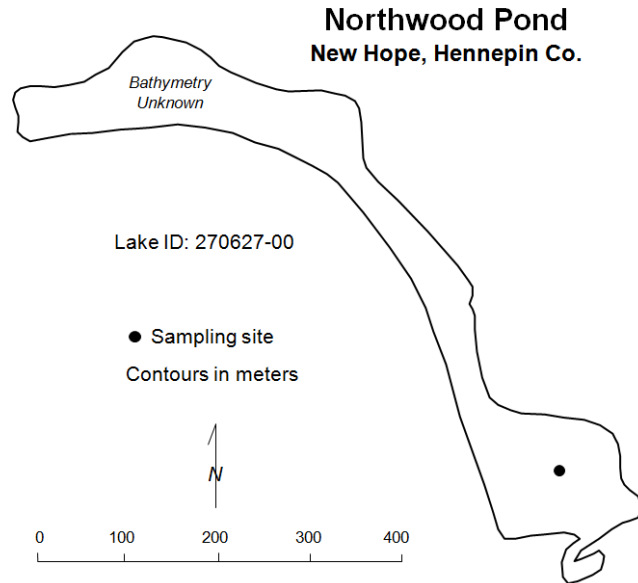 Northwood Pond
New Hope, Hennepin Co.
Bathymetry
Unknown
Lake ID: 270627-00
Sampling site
Contours in meters
N
0 100 200 300 400